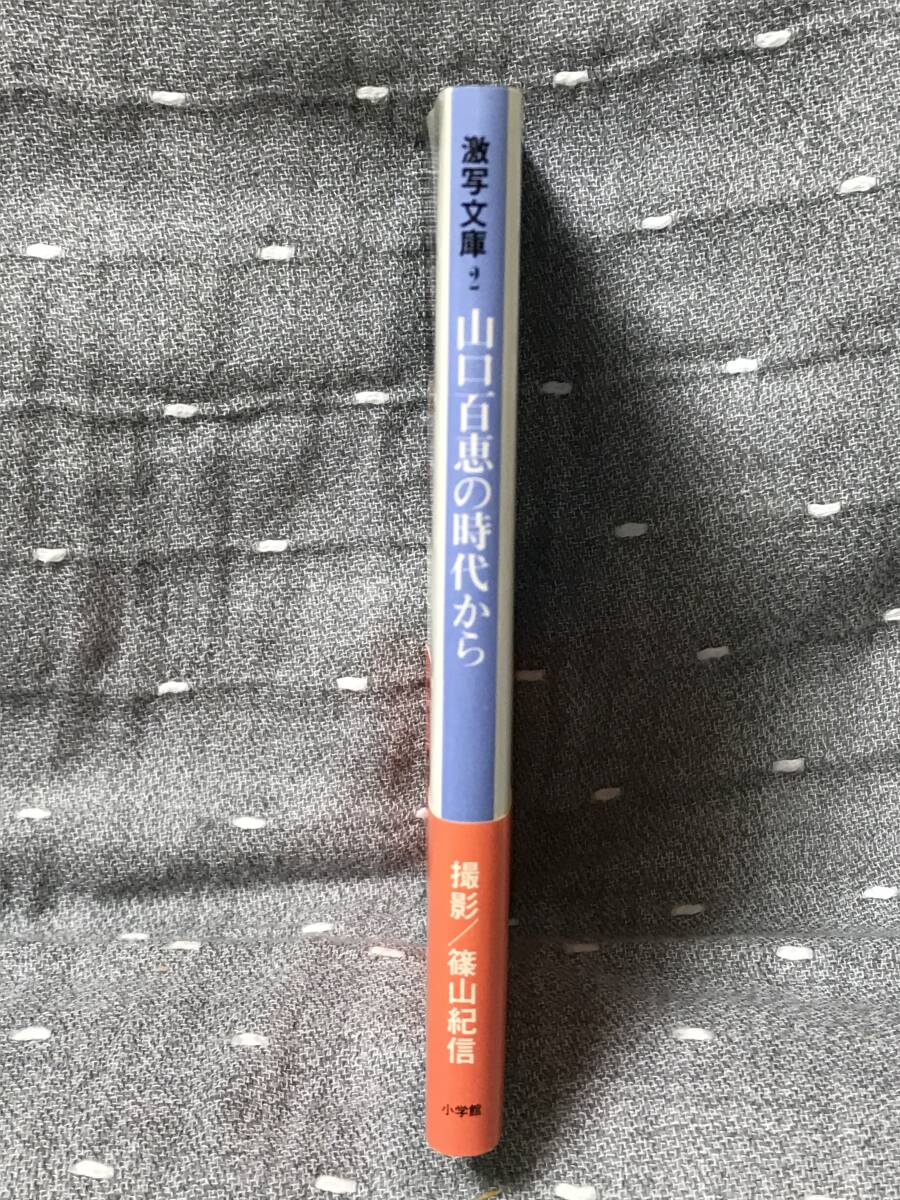 激写文庫 2
山口百恵の時代から
撮影/篠山紀信
小学館